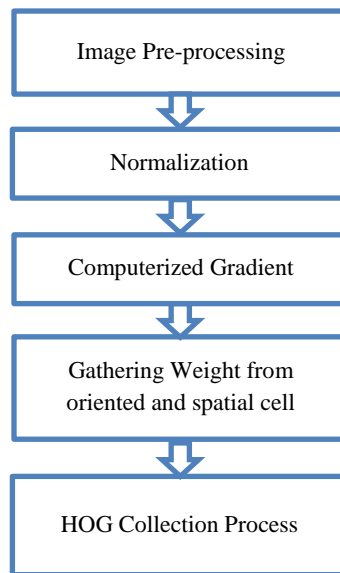 Image Pre-processing
Normalization
Computerized Gradient
Gathering Weight from
oriented and spatial cell
HOG Collection Process